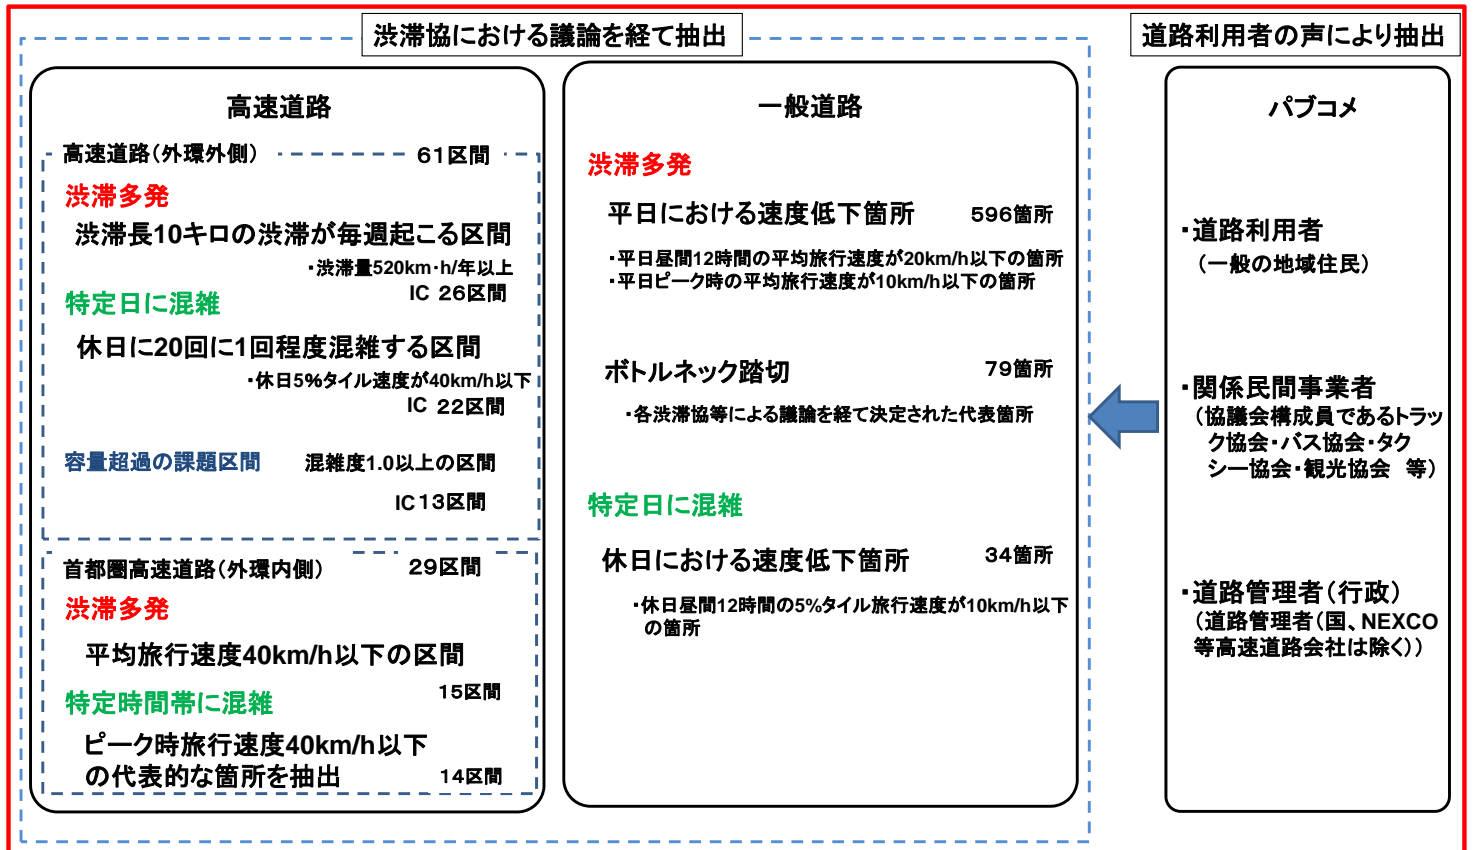 渋滞協における議論を経て抽出
道路利用者の声により抽出
高速道路
高速道路（外環外側）
61区間
渋滞多発
渋滞長10キロの渋滞が毎週起こる区間
・渋滞量520km・h/年以上
IC 26区間
特定日に混雑
休日に20回に1回程度混雑する区間
・休日5%タイル速度が40km/h以下
IC 22区間
容量超過の課題区間
混雑度1.0以上の区間
IC 13区間
首都圏高速道路（外環内側）
29区間
渋滞多発
平均旅行速度40km/h以下の区間
15区間
特定時間帯に混雑
ピーク時旅行速度40km/h以下
の代表的な箇所を抽出
14区間
一般道路
渋滞多発
平日における速度低下箇所
596箇所
・平日昼間12時間の平均旅行速度が20km/h以下の箇所
・平日ピーク時の平均旅行速度が10km/h以下の箇所
ボトルネック踏切
79箇所
・各渋滞協等による議論を経て決定された代表箇所
特定日に混雑
休日における速度低下箇所
34箇所
・休日昼間12時間の5%タイル旅行速度が10km/h以下
の箇所
パブコメ
・道路利用者
（一般の地域住民）
・関係民間事業者
（協議会構成員であるトラッ
ク協会・バス協会・タク
シー協会・観光協会　等）
・道路管理者（行政）
（道路管理者（国、NEXCO
等高速道路会社は除く））